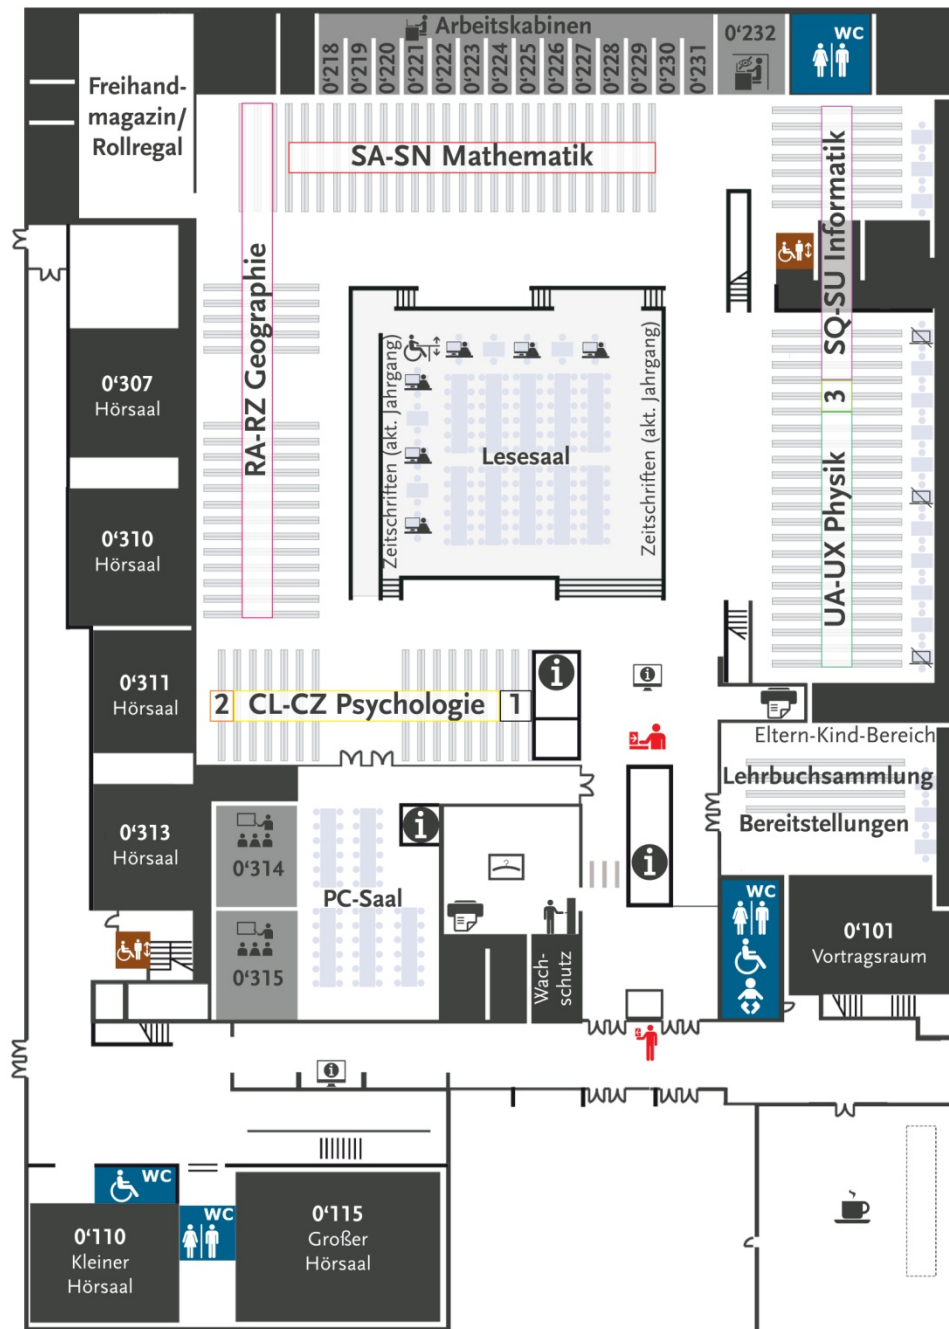 Arbeitskabinen
0‘218
0‘219
0‘220
0‘221
0‘222
0‘223
0‘224
0‘225
0‘226
0‘227
0‘228
0‘229
0‘230
0‘231
0‘232
WC
Freihand-
magazin/
Rollregal
SA-SN Mathematik
SQ-SU Informatik
RA-RZ Geographie
0‘307
Hörsaal
Zeitschriften (akt. Jahrgang)
Lesesaal
Zeitschriften (akt. Jahrgang)
3
UA-UX Physik
0‘310
Hörsaal
0‘311
Hörsaal
2
CL-CZ Psychologie
1
i
i
Eltern-Kind-Bereich
Lehrbuchsammlung
Bereitstellungen
0‘313
Hörsaal
0‘314
i
i
PC-Saal
WC
0‘101
Vortragsraum
0‘315
Wach-
schutz
i
WC
WC
0‘110
Kleiner
Hörsaal
0‘115
Großer
Hörsaal